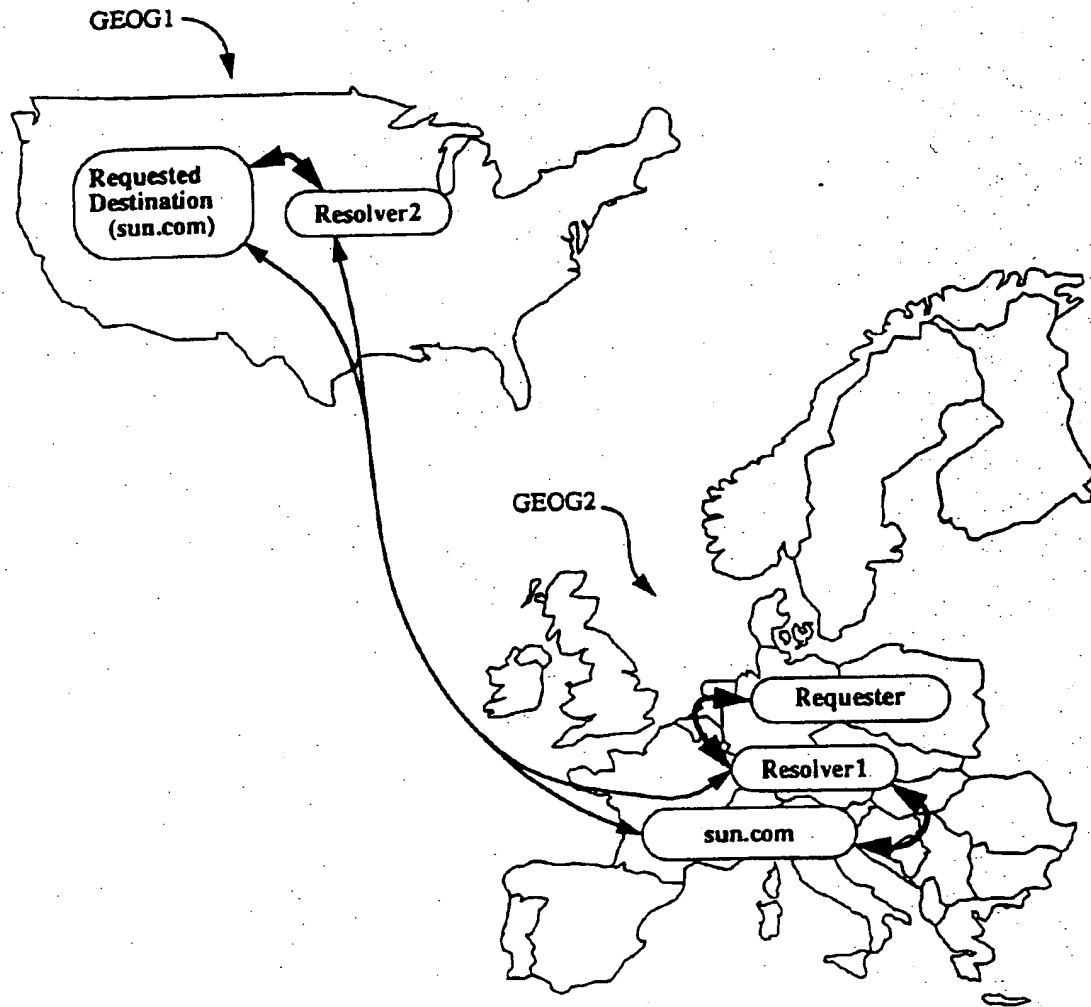 GEOG1
Requested
Destination
(sun.com)
Resolver2
GEOG2
Requester
Resolver1
sun.com